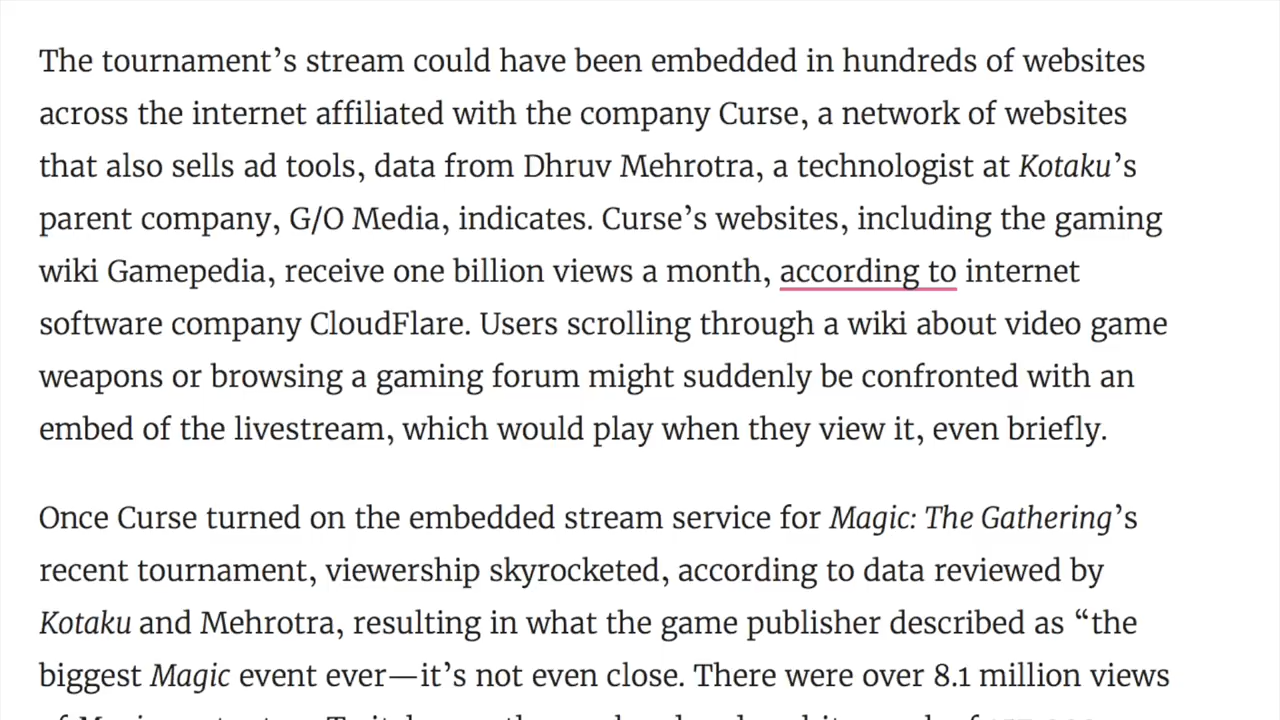 The tournament’s stream could have been embedded in hundreds of websites
across the internet affiliated with the company Curse, a network of websites
that also sells ad tools, data from Dhruv Mehrotra, a technologist at Kotaku’s
parent company, G/O Media, indicates. Curse’s websites, including the gaming
wiki Gamepedia, receive one billion views a month, according to internet
software company CloudFlare. Users scrolling through a wiki about video game
weapons or browsing a gaming forum might suddenly be confronted with an
embed of the livestream, which would play when they view it, even briefly.
Once Curse turned on the embedded stream service for Magic: The Gathering’s
recent tournament, viewership skyrocketed, according to data reviewed by
Kotaku and Mehrotra, resulting in what the game publisher described as “the
biggest Magic event ever—it’s not even close. There were over 8.1 million views